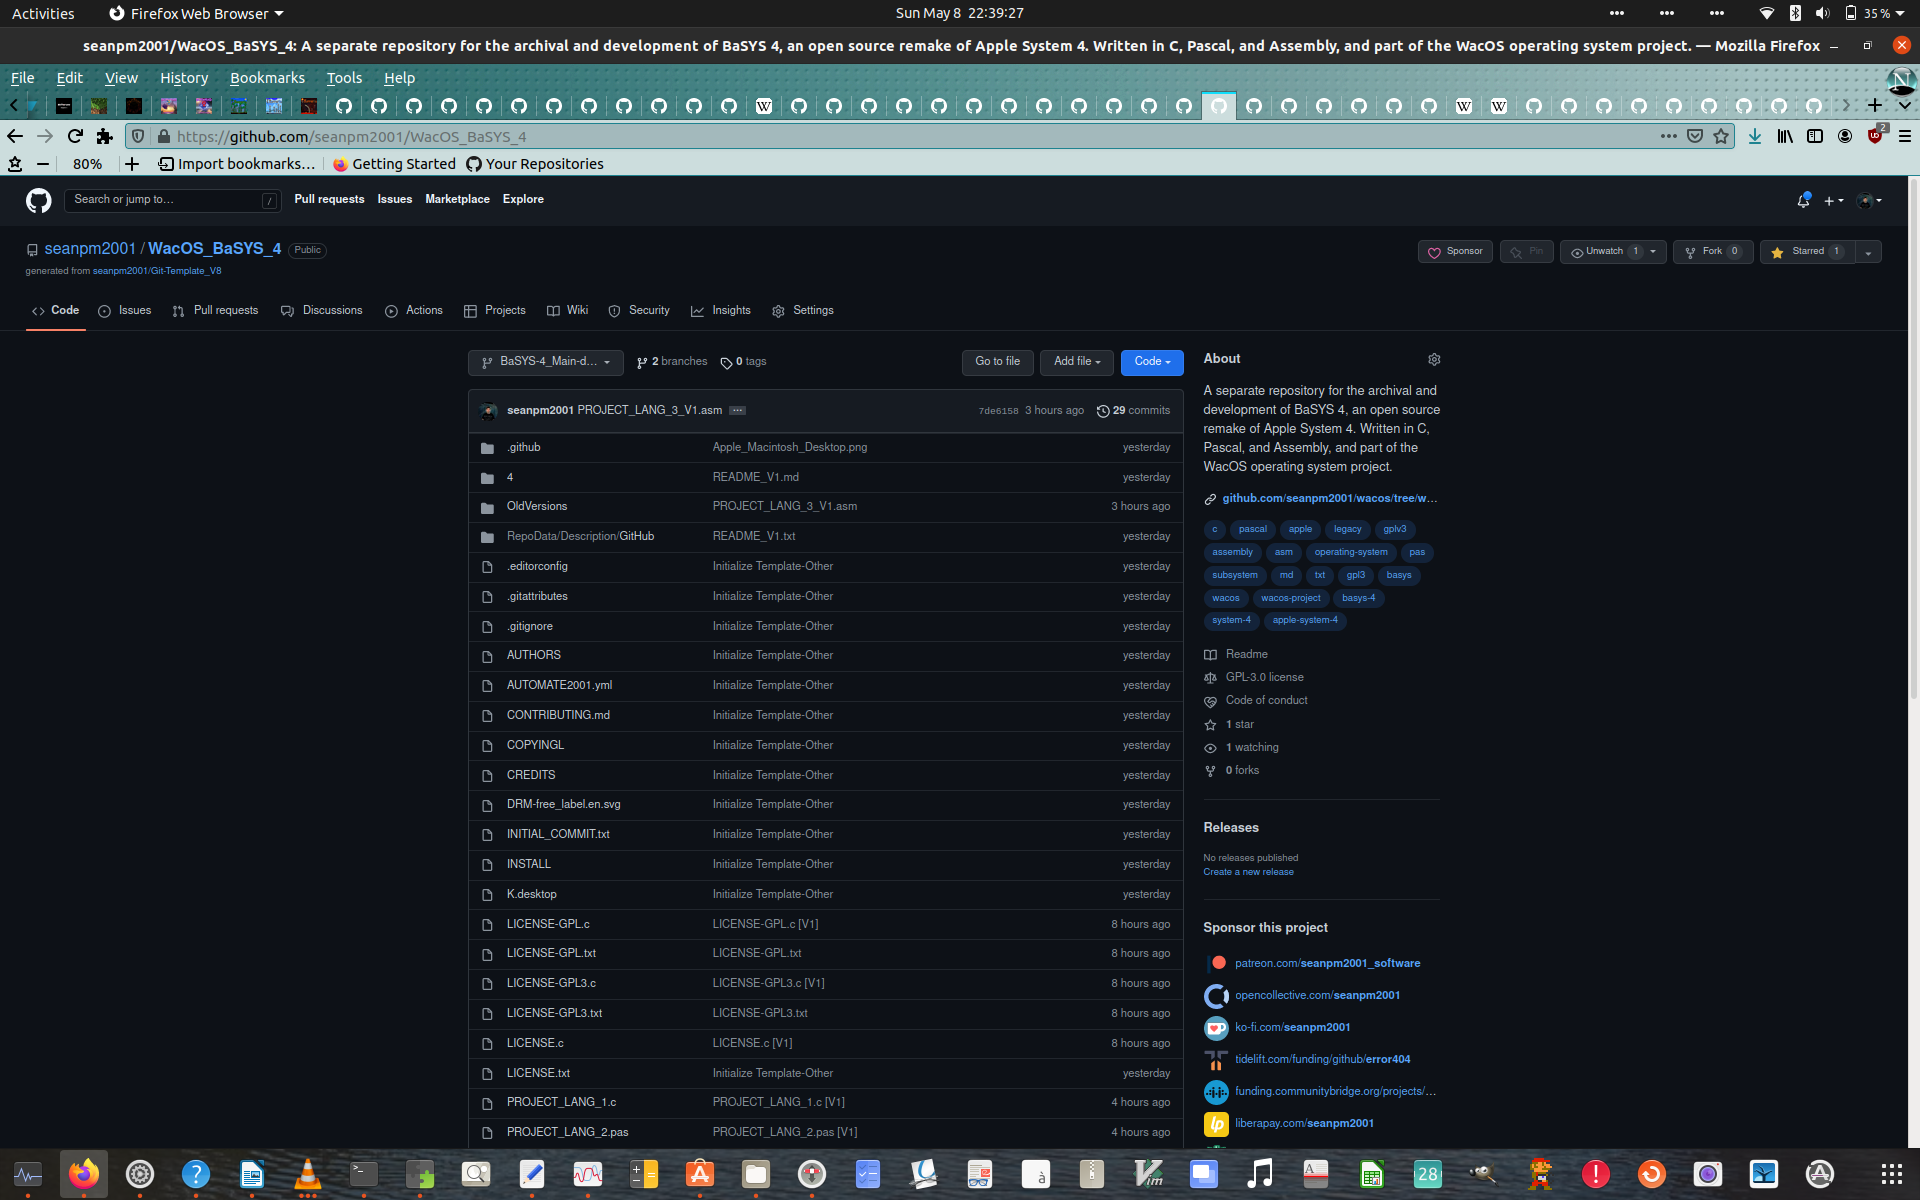 Activities
Firefox Web Browser
Sun May 8 22:39:27
35 %
seanpm2001/WacOS_BaSYS_4: A separate repository for the archival and development of BaSYS 4, an open source remake of Apple System 4. Written in C, Pascal, and Assembly, and part of the WacOS operating system project. — Mozilla Firefox
File Edit View History Bookmarks Tools Help
https://github.com/seanpm2001/WacOS_BaSYS_4
2
80%
Import bookmarks...
Getting Started
Your Repositories
Search or jump to...
/
Pull requests Issues Marketplace Explore
seanpm2001 / WacOS_BaSYS_4 Public
Sponsor Pin Unwatch 1 Fork 0 Starred 1
generated from seanpm2001/Git-Template_V8
Code Issues Pull requests Discussions Actions Projects Wiki Security Insights Settings
BaSYS-4_Main-d... 2 branches 0 tags Go to file Add file Code
seanpm2001 PROJECT_LANG_3_V1.asm ... 7de6158 3 hours ago 29 commits
.github Apple_Macintosh_Desktop.png yesterday
4 README_V1.md yesterday
OldVersions PROJECT_LANG_3_V1.asm 3 hours ago
RepoData/Description/GitHub README_V1.txt yesterday
.editorconfig Initialize Template-Other yesterday
.gitattributes Initialize Template-Other yesterday
.gitignore Initialize Template-Other yesterday
AUTHORS Initialize Template-Other yesterday
AUTOMATE2001.yml Initialize Template-Other yesterday
CONTRIBUTING.md Initialize Template-Other yesterday
COPYINGL Initialize Template-Other yesterday
CREDITS Initialize Template-Other yesterday
DRM-free_label.en.svg Initialize Template-Other yesterday
INITIAL_COMMIT.txt Initialize Template-Other yesterday
INSTALL Initialize Template-Other yesterday
K.desktop Initialize Template-Other yesterday
LICENSE-GPL.c LICENSE-GPL.c [V1] 8 hours ago
LICENSE-GPL.txt LICENSE-GPL.txt 8 hours ago
LICENSE-GPL3.c LICENSE-GPL3.c [V1] 8 hours ago
LICENSE-GPL3.txt LICENSE-GPL3.txt 8 hours ago
LICENSE.c LICENSE.c [V1] 8 hours ago
LICENSE.txt Initialize Template-Other yesterday
PROJECT_LANG_1.c PROJECT_LANG_1.c [V1] 4 hours ago
PROJECT_LANG_2.pas PROJECT_LANG_2.pas [V1] 4 hours ago
About
A separate repository for the archival and
development of BaSYS 4, an open source
remake of Apple System 4. Written in C,
Pascal, and Assembly, and part of the
WacOS operating system project.
github.com/seanpm2001/wacos/tree/w...
c pascal apple legacy gplv3
assembly asm operating-system pas
subsystem md txt gpl3 basys
wacos wacos-project basys-4
system-4 apple-system-4
Readme
GPL-3.0 license
Code of conduct
1 star
1 watching
0 forks
Releases
No releases published
Create a new release
Sponsor this project
patreon.com/seanpm2001_software
opencollective.com/seanpm2001
ko-fi.com/seanpm2001
tidelift.com/funding/github/error404
funding.communitybridge.org/projects/...
lp liberapay.com/seanpm2001
28